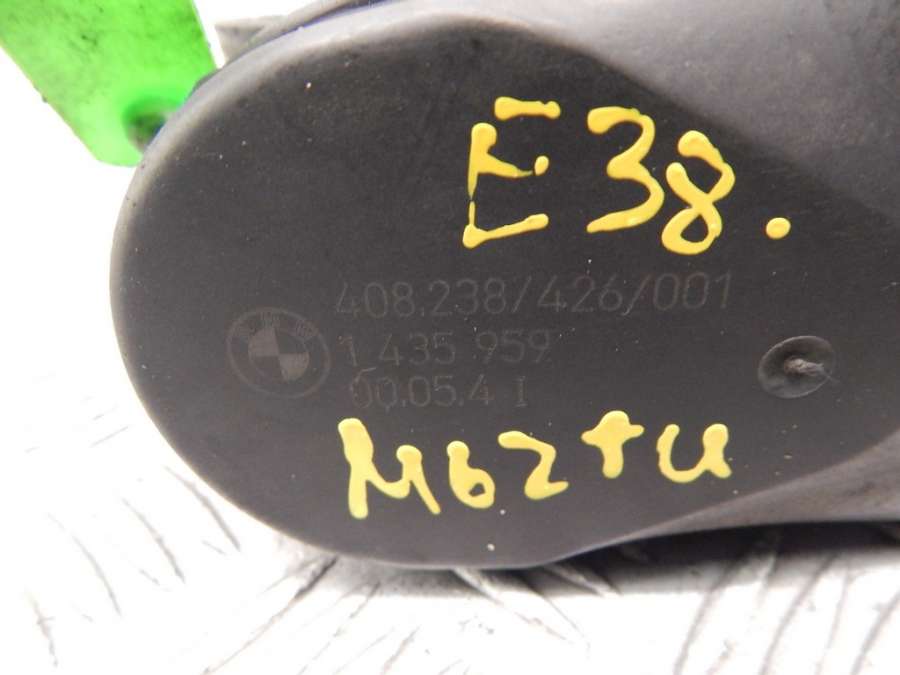 E38.
408.238/426/001
1 435 959
00.05.4 I
M62tu